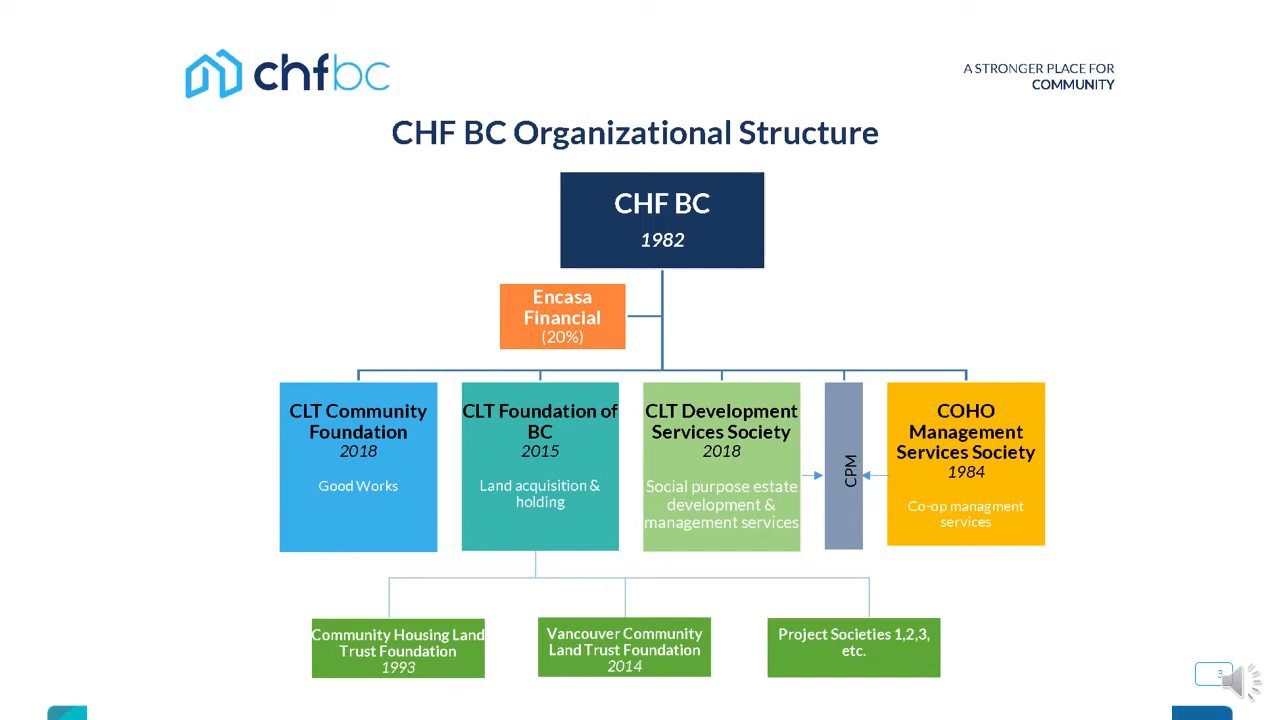 chfbc
A STRONGER PLACE FOR
COMMUNITY
CHF BC Organizational Structure
CHF BC
1982
Encasa
Financial
(20%)
CLT Community
Foundation
2018
Good Works
CLT Foundation of
BC
2015
Land acquisition &
holding
CLT Development
Services Society
2018
Social purpose estate
development &
management services
CPM
COHO
Management
Services Society
1984
Co-op managment
services
Community Housing Land
Trust Foundation
1993
Vancouver Community
Land Trust Foundation
2014
Project Societies 1,2,3,
etc.
3